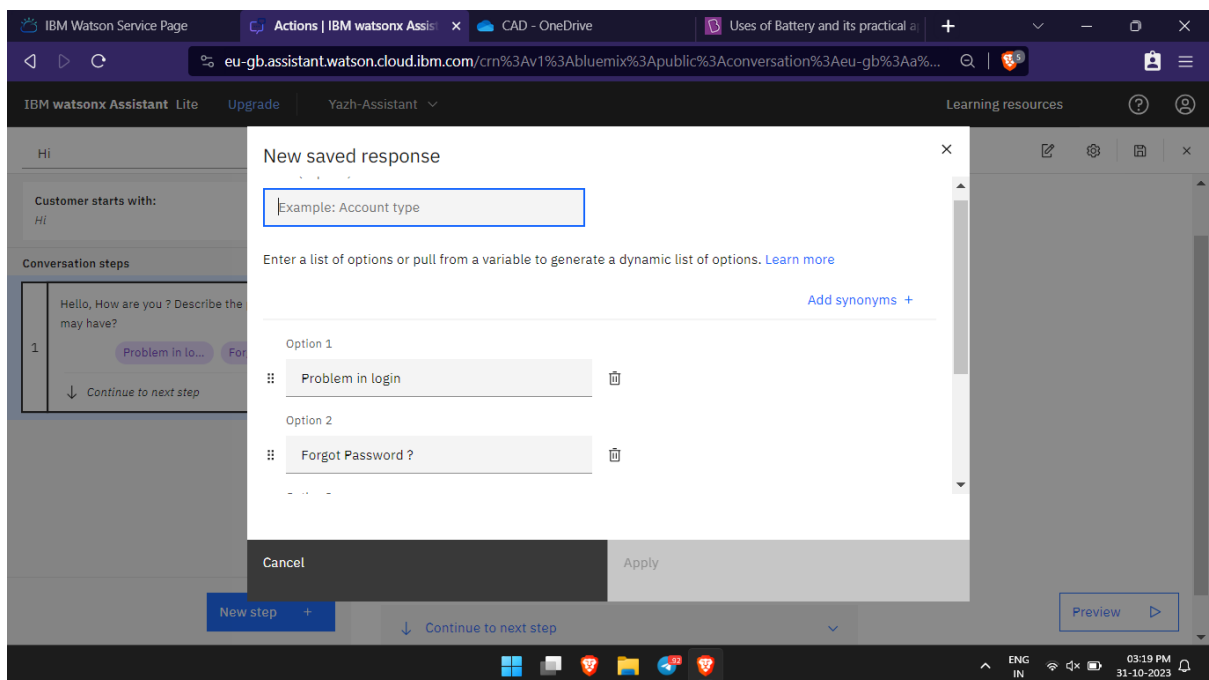 IBM Watson Service Page
Actions | IBM watsonx Assist
CAD - OneDrive
Uses of Battery and its practical a
eu-gb.assistant.watson.cloud.ibm.com/crn%3Av1%3Abluemix%3Apublic%3Aconversation%3Aeu-gb%3Aa%...
5
IBM watsonx Assistant Lite
Upgrade
Yazh-Assistant
Learning resources
Hi
Customer starts with:
Hi
Conversation steps
1
Hello, How are you ? Describe the
may have?
Problem in lo...
For
Continue to next step
New step +
New saved response
Example: Account type
Enter a list of options or pull from a variable to generate a dynamic list of options. Learn more
Add synonyms +
Option 1
Problem in login
Option 2
Forgot Password ?
Cancel
Apply
Continue to next step
Preview
92
ENG
IN
03:19 PM
31-10-2023